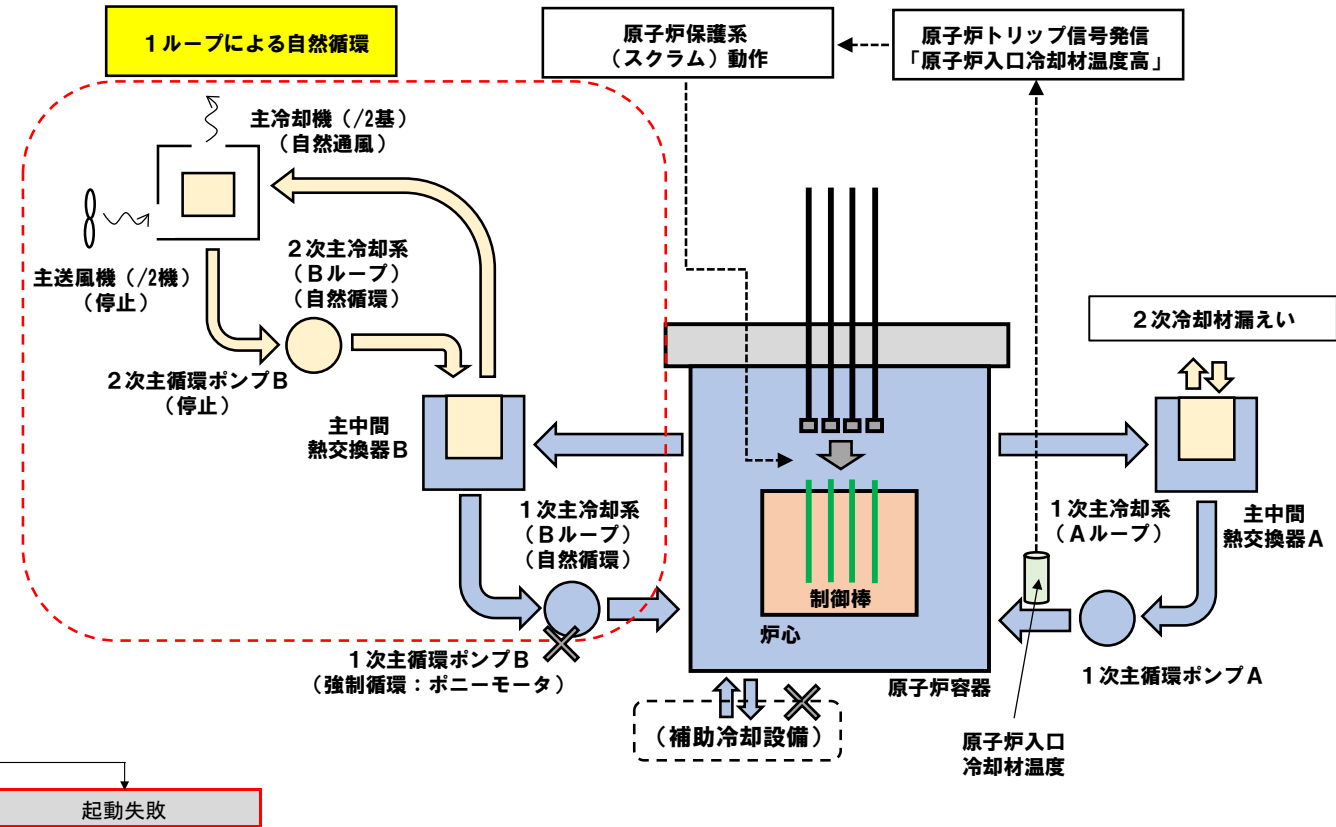 １ループによる自然循環
原子炉保護系
（スクラム）動作
原子炉トリップ信号発信
「原子炉入口冷却材温度高」
主冷却機（/2基）
（自然通風）
主送風機（/2機）
（停止）
２次主冷却系
（Ｂループ）
（自然循環）
２次主循環ポンプＢ
（停止）
主中間
熱交換器Ｂ
１次主冷却系
（Ｂループ）
（自然循環）
１次主循環ポンプＢ
（強制循環：ポニーモータ）
制御棒
炉心
原子炉容器
（補助冷却設備）
２次冷却材漏えい
１次主冷却系
（Ａループ）
主中間
熱交換器Ａ
１次主循環ポンプＡ
原子炉入口
冷却材温度
起動失敗